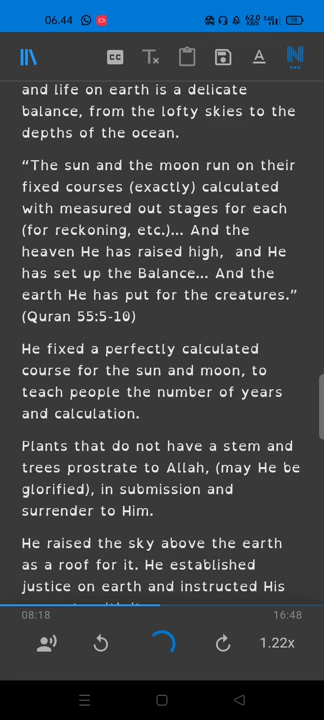 06.44
62.0
76
CC
Tx
A
N
and life on earth is a delicate
balance, from the lofty skies to the
depths of the ocean.
“The sun and the moon run on their
fixed courses (exactly) calculated
with measured out stages for each
(for reckoning, etc.)... And the
heaven He has raised high,  and He
has set up the Balance... And the
earth He has put for the creatures.”
(Quran 55:5-10)
He fixed a perfectly calculated
course for the sun and moon, to
teach people the number of years
and calculation.
Plants that do not have a stem and
trees prostrate to Allah, (may He be
glorified), in submission and
surrender to Him.
He raised the sky above the earth
as a roof for it. He established
justice on earth and instructed His
08:18
16:48
1.22x